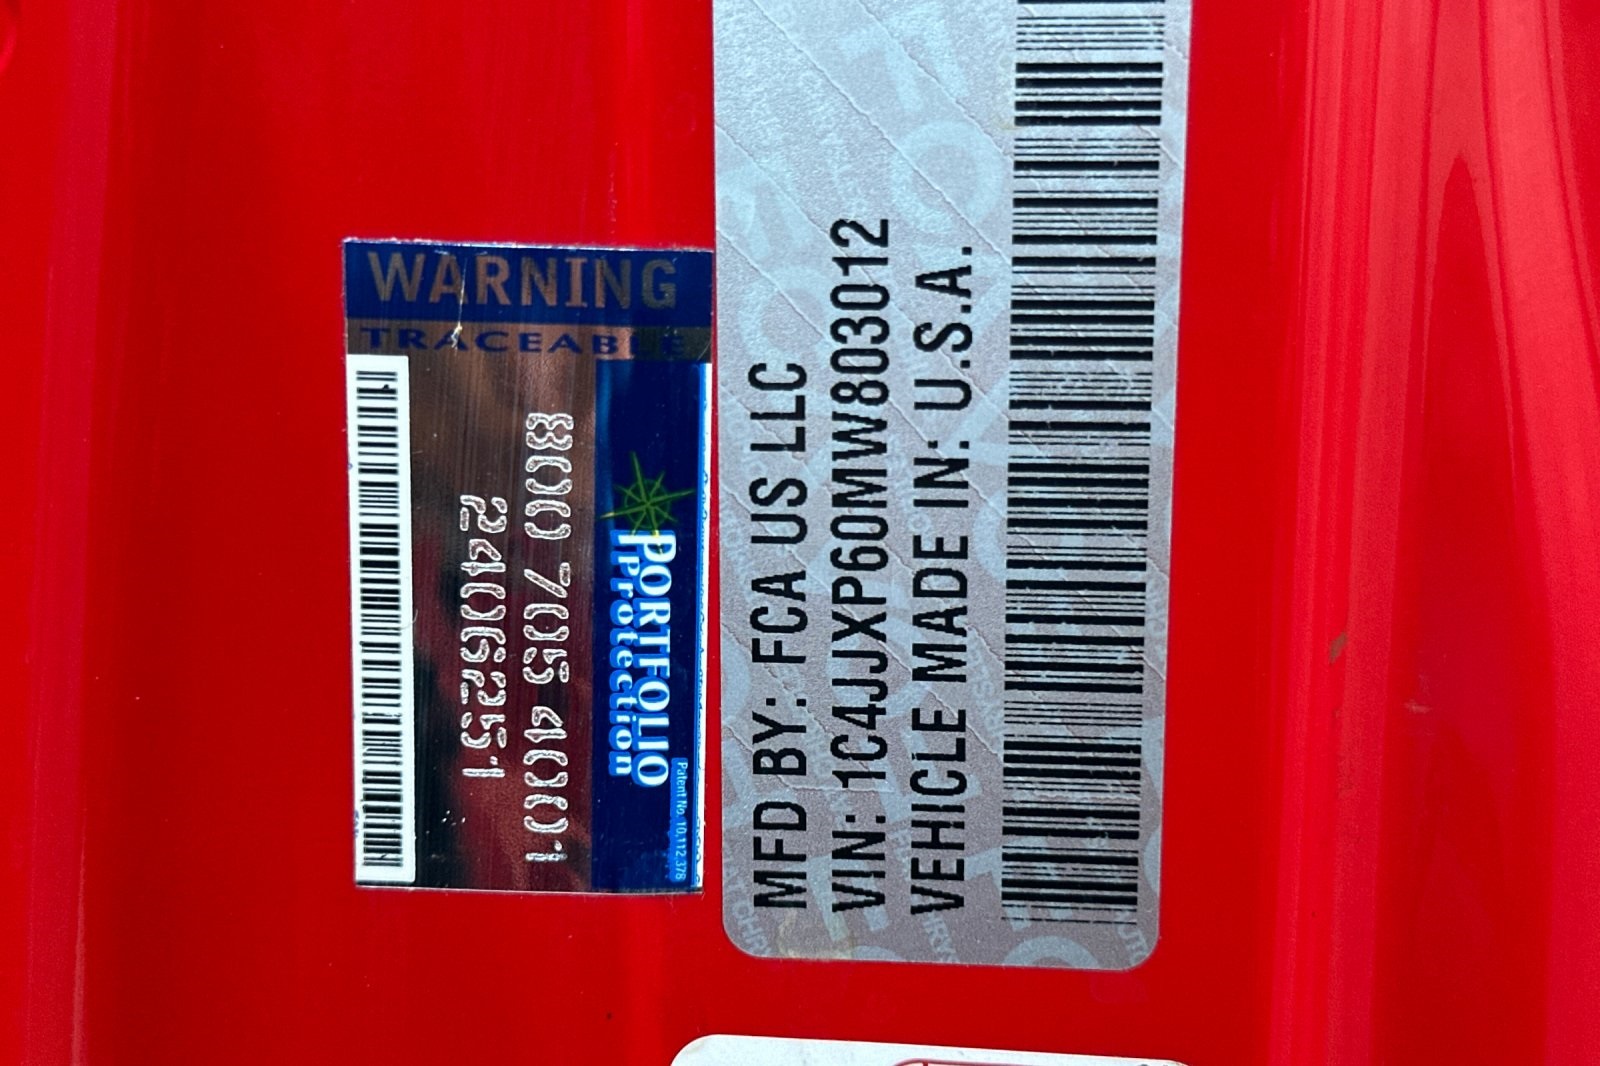 WARNING
TRACEABLE
PORTFOLIO
Protection
Patent No. 10,112,378
800 705 4001
2406251
MFD BY: FCA US LLC
VIN: 1C4JJXP60MW803012
VEHICLE MADE IN: U.S.A.